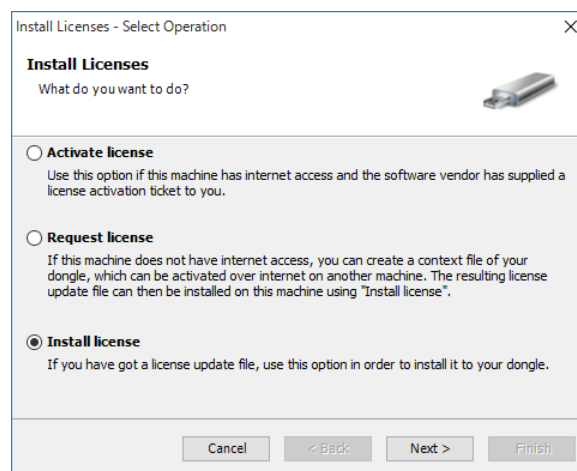 Install Licenses - Select Operation
Install Licenses
What do you want to do?
Activate license
Use this option if this machine has internet access and the software vendor has supplied a
license activation ticket to you.
Request license
If this machine does not have internet access, you can create a context file of your
dongle, which can be activated over internet on another machine. The resulting license
update file can then be installed on this machine using "Install license".
Install license
If you have got a license update file, use this option in order to install it to your dongle.
Cancel < Back Next > Finish